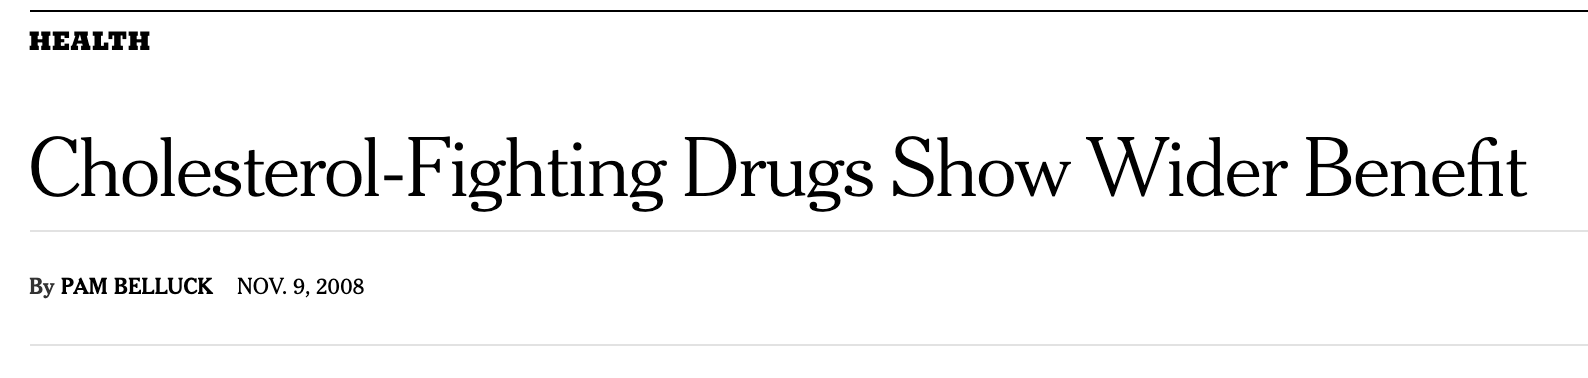 HEALTH
Cholesterol-Fighting Drugs Show Wider Benefit
By PAM BELLUCK NOV. 9, 2008